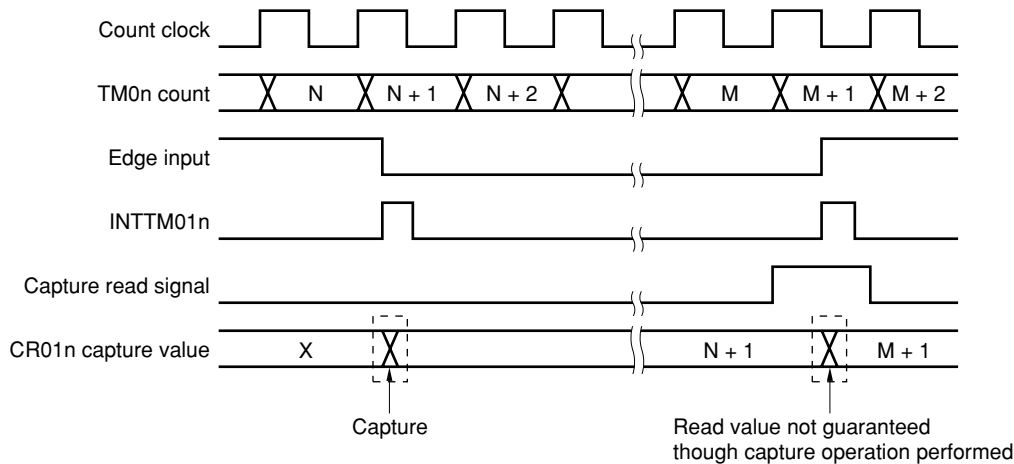 Count clock
TM0n count
N
N + 1
N + 2
M
M + 1
M + 2
Edge input
INTTM01n
Capture read signal
CR01n capture value
X
N + 1
M + 1
Capture
Read value not guaranteed
though capture operation performed